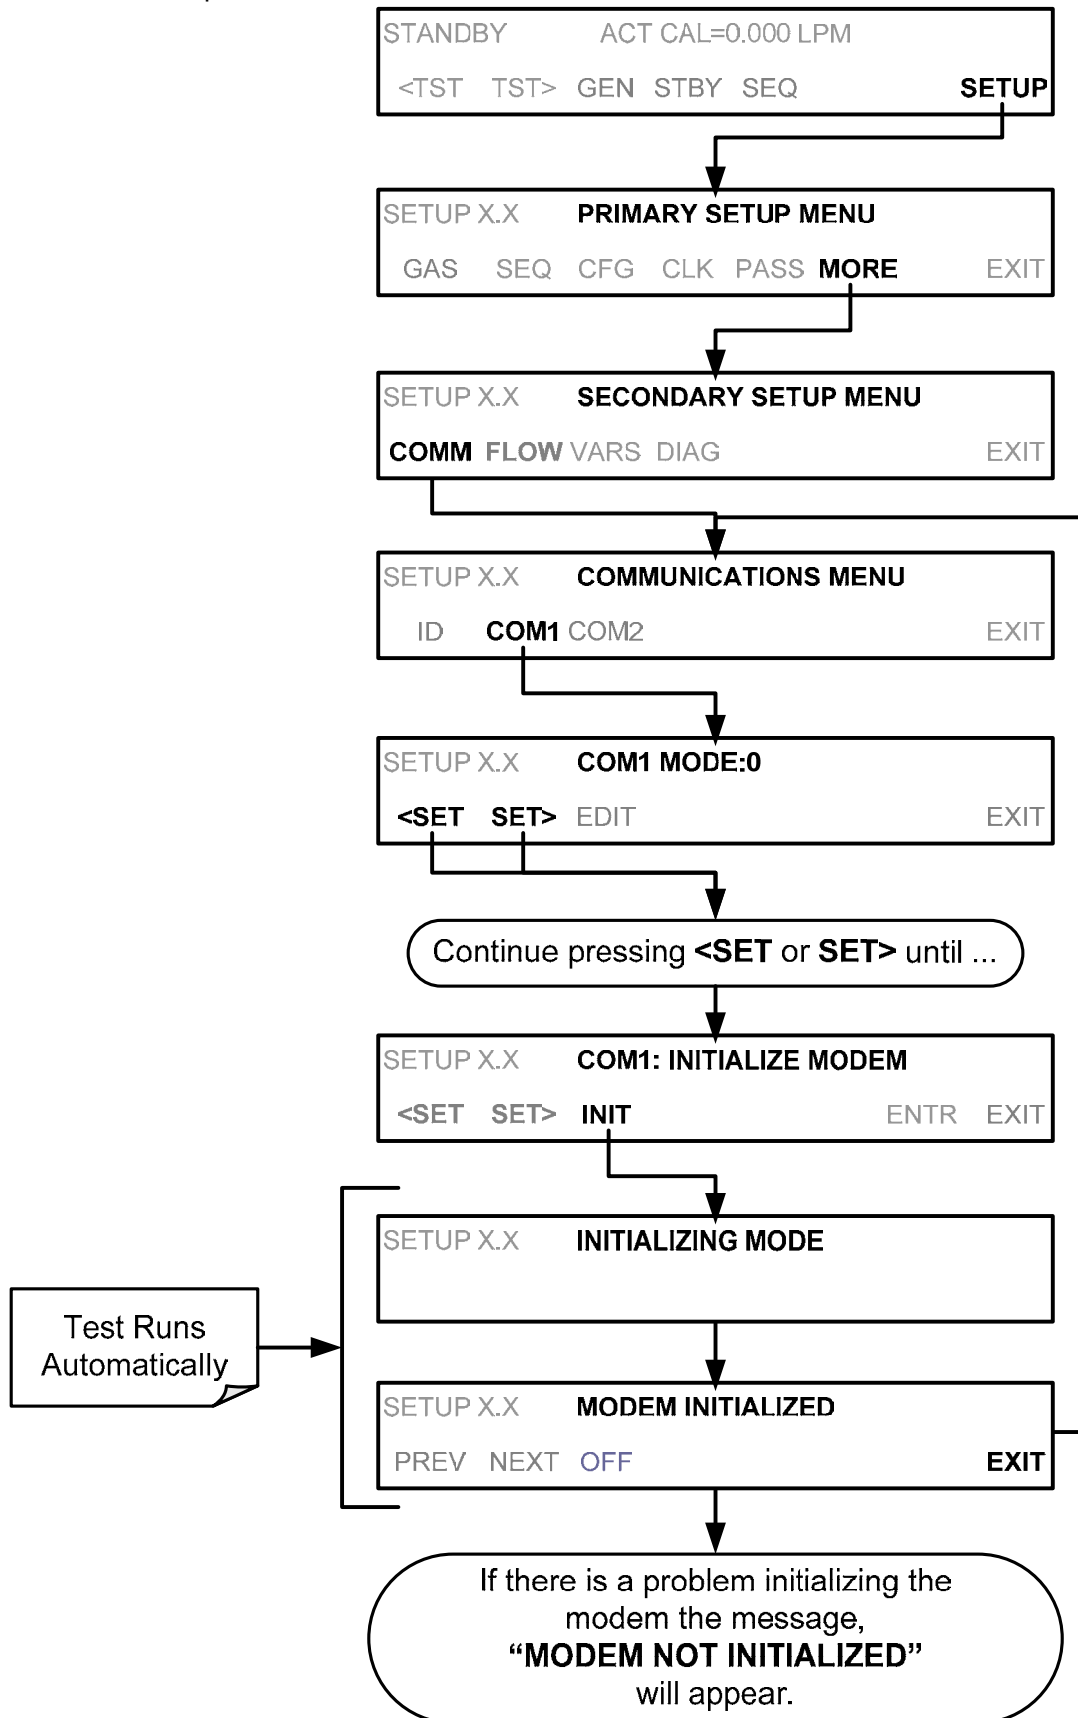 STANDBY ACT CAL=0.000 LPM
<TST TST> GEN STBY SEQ SETUP
SETUP X.X PRIMARY SETUP MENU
GAS SEQ CFG CLK PASS MORE EXIT
SETUP X.X SECONDARY SETUP MENU
COMM FLOW VARS DIAG EXIT
SETUP X.X COMMUNICATIONS MENU
ID COM1 COM2 EXIT
SETUP X.X COM1 MODE:0
<SET SET> EDIT EXIT
Continue pressing <SET or SET> until ...
SETUP X.X COM1: INITIALIZE MODEM
<SET SET> INIT ENTR EXIT
SETUP X.X INITIALIZING MODE
Test Runs
Automatically
SETUP X.X MODEM INITIALIZED
PREV NEXT OFF EXIT
If there is a problem initializing the
modem the message,
“MODEM NOT INITIALIZED”
will appear.